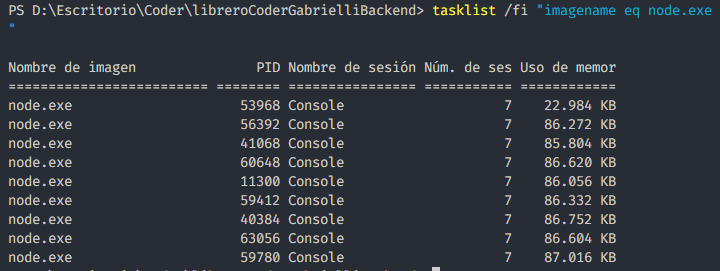 PS D:\Escritorio\Coder\libreroCoderGabrielliBackend> tasklist /fi "imagename eq node.exe
"
Nombre de imagen PID Nombre de sesión Núm. de ses Uso de memor
========================= ======== ================ =========== ============
node.exe 53968 Console 7 22.984 KB
node.exe 56392 Console 7 86.272 KB
node.exe 41068 Console 7 85.804 KB
node.exe 60648 Console 7 86.620 KB
node.exe 11300 Console 7 86.056 KB
node.exe 59412 Console 7 86.332 KB
node.exe 40384 Console 7 86.752 KB
node.exe 63056 Console 7 86.604 KB
node.exe 59780 Console 7 87.016 KB